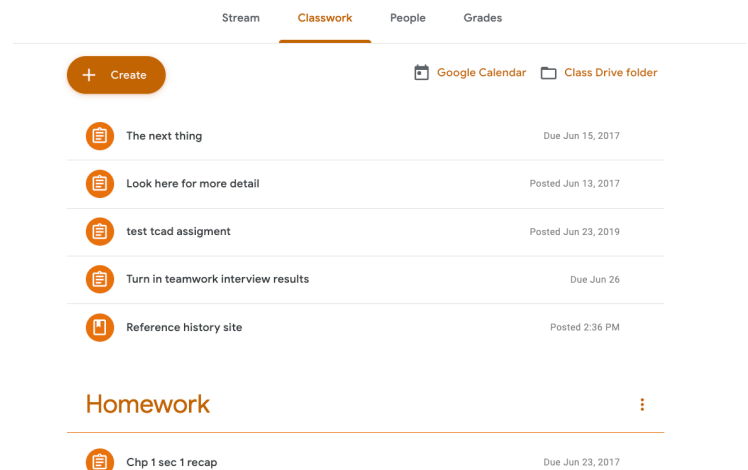 Stream Classwork People Grades
Create Google Calendar Class Drive folder
The next thing Due Jun 15, 2017
Look here for more detail Posted Jun 13, 2017
test tcad assigment Posted Jun 23, 2019
Turn in teamwork interview results Due Jun 26
Reference history site Posted 2:36 PM
Homework
Chp 1 sec 1 recap Due Jun 23, 2017